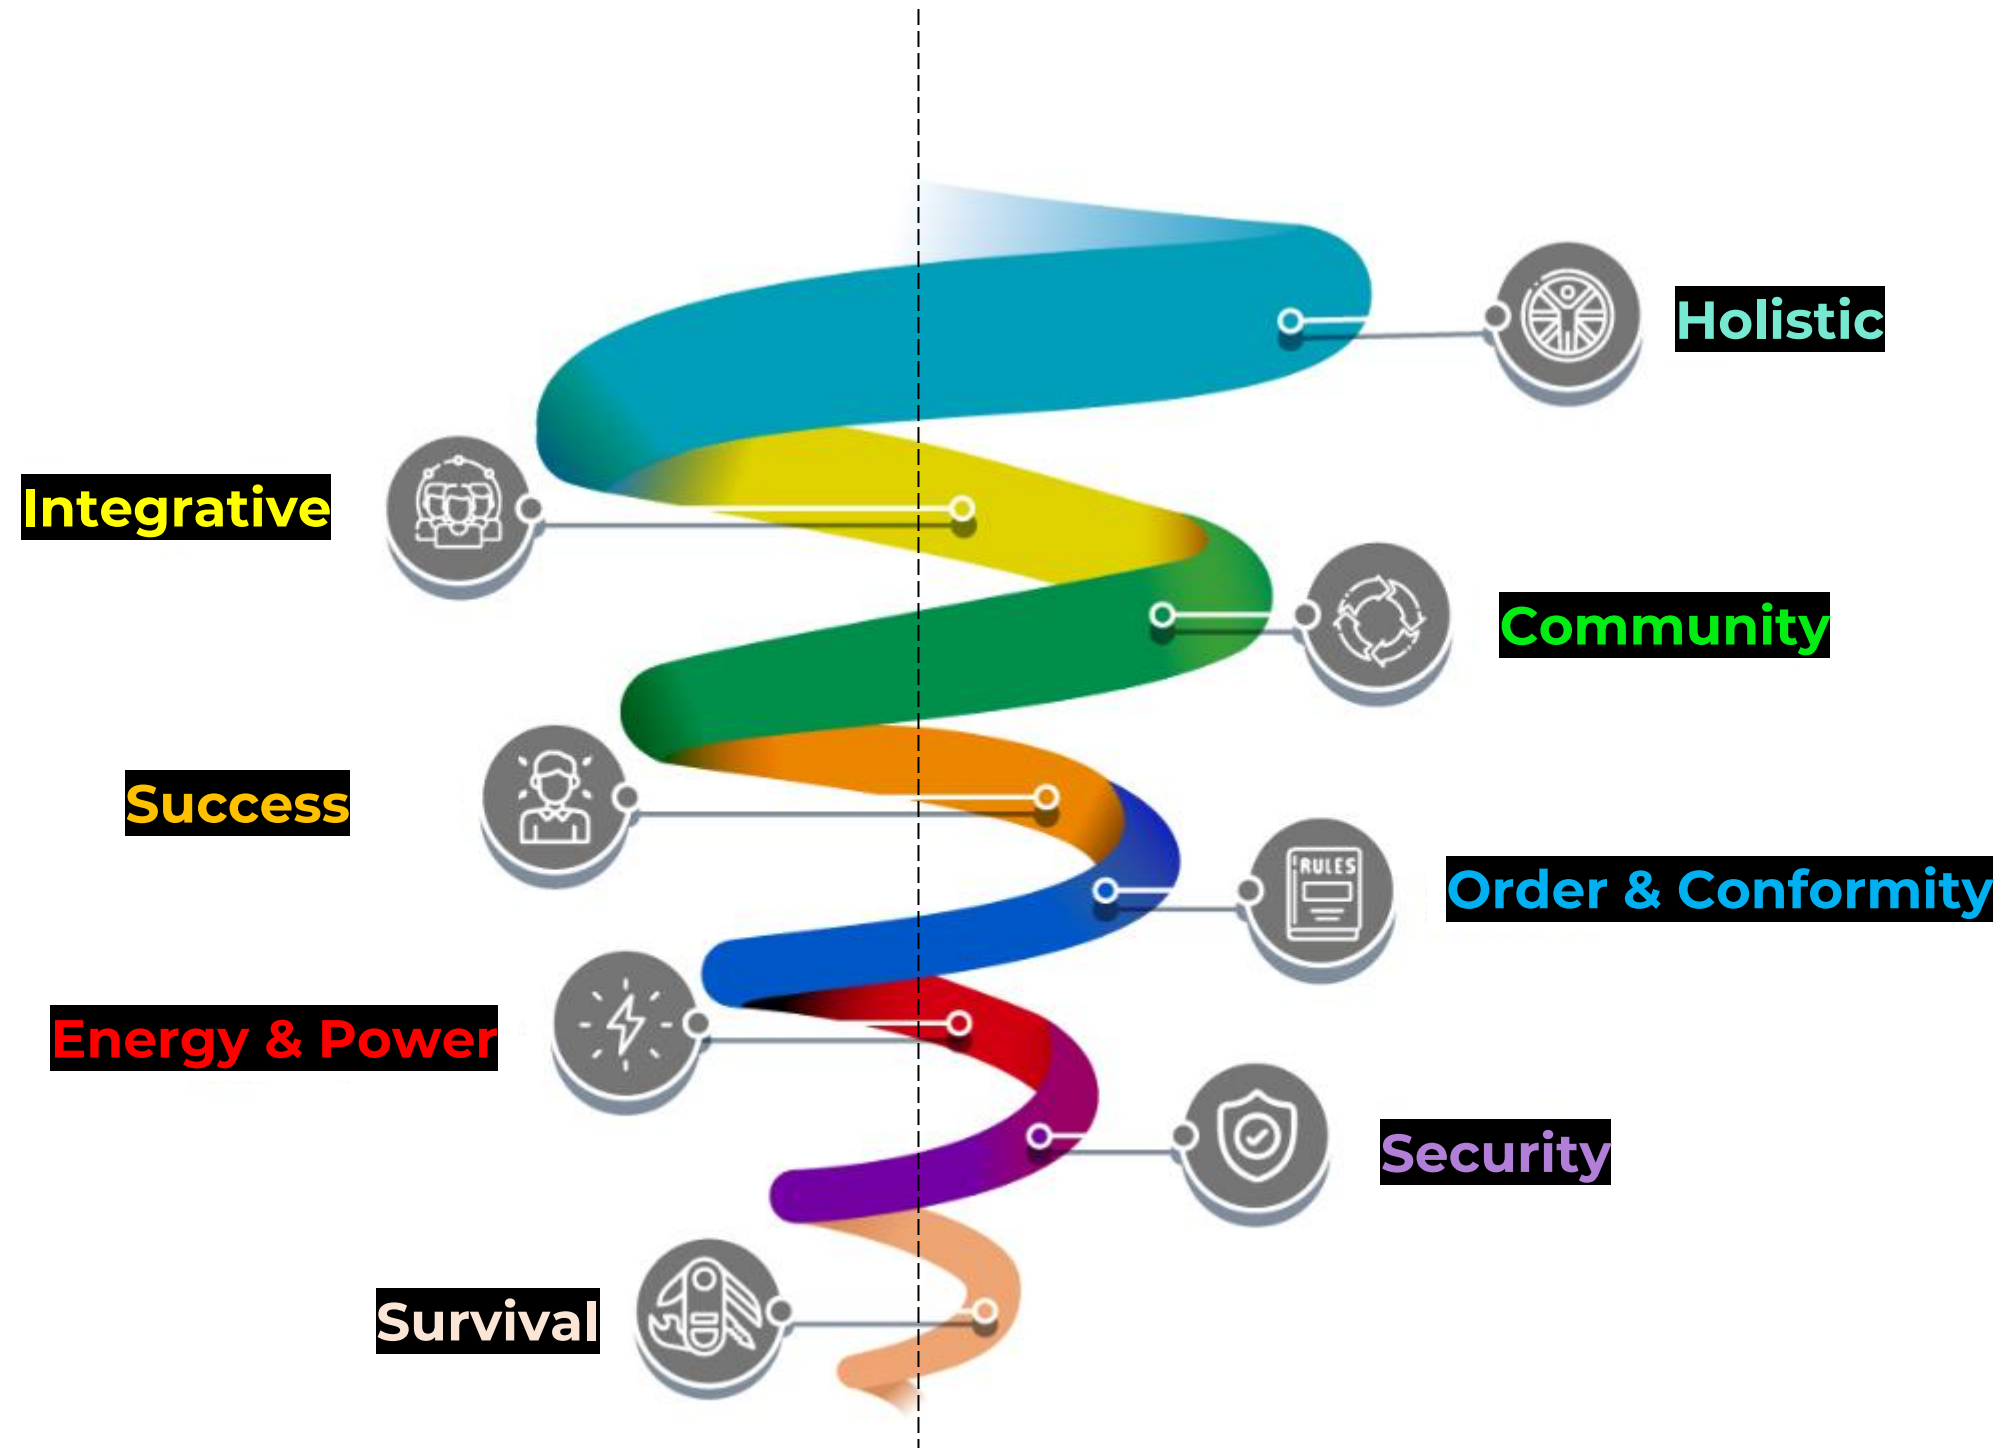 Holistic
Integrative
Community
Success
RULES
Order & Conformity
Energy & Power
Security
Survival